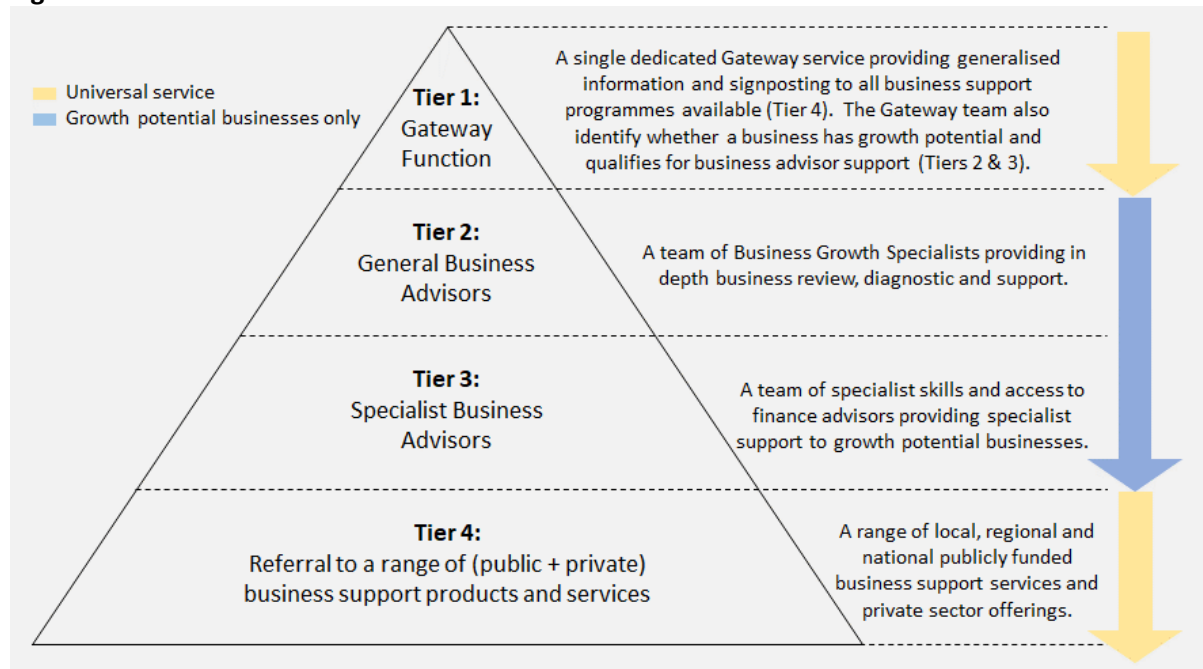 Universal service
Growth potential businesses only
Tier 1:
Gateway
Function
A single dedicated Gateway service providing generalised
information and signposting to all business support
programmes available (Tier 4).  The Gateway team also
identify whether a business has growth potential and
qualifies for business advisor support (Tiers 2 & 3).
Tier 2:
General Business
Advisors
A team of Business Growth Specialists providing in
depth business review, diagnostic and support.
Tier 3:
Specialist Business
Advisors
A team of specialist skills and access to
finance advisors providing specialist
support to growth potential businesses.
Tier 4:
Referral to a range of (public + private)
business support products and services
A range of local, regional and
national publicly funded
business support services and
private sector offerings.